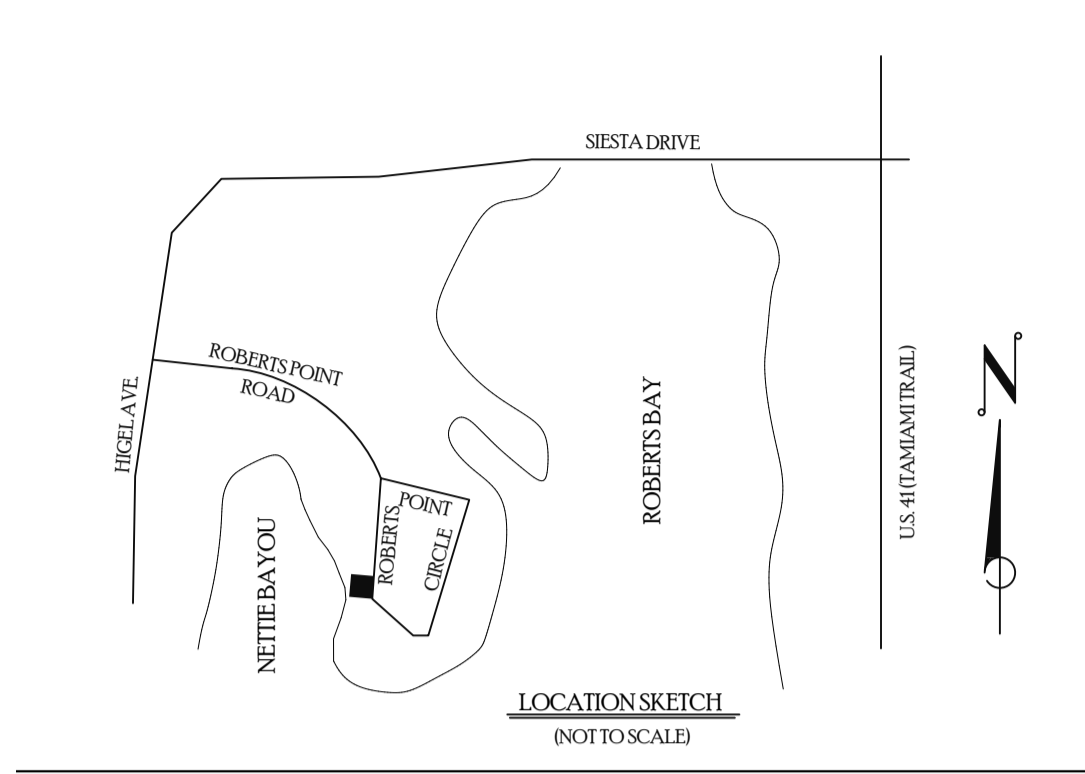 SIESTA DRIVE
ROBERTS POINT
ROAD
HIGEL AVE.
POINT
ROBERTS
CIRCLE
NETTIE BAYOU
ROBERTS BAY
U.S. 41 (TAMIAMI TRAIL)
N
LOCATION SKETCH
(NOT TO SCALE)